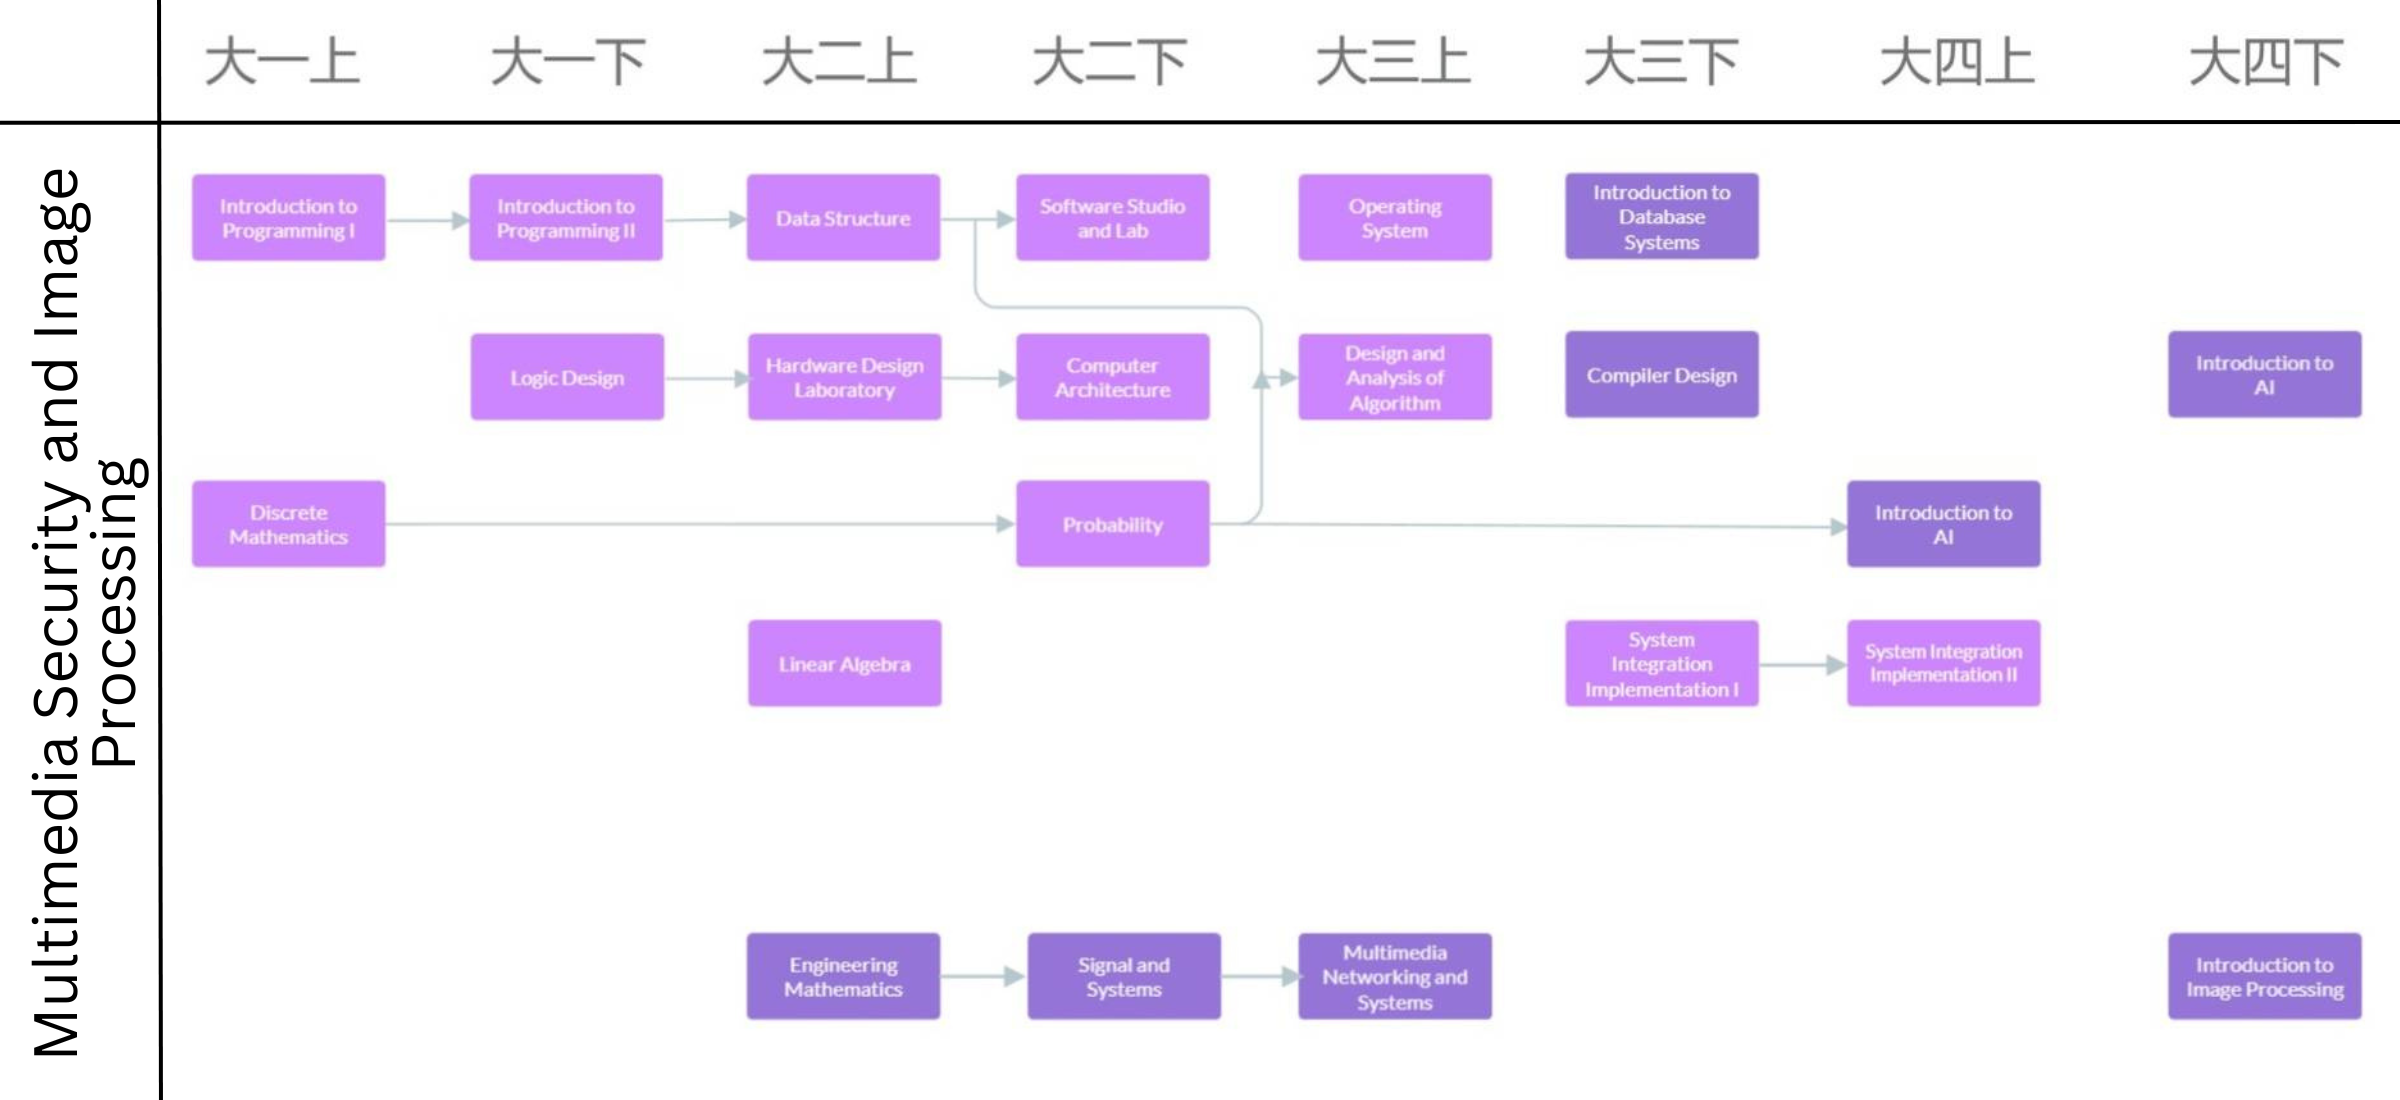 大一上
大一下
大二上
大二下
大三上
大三下
大四上
大四下
Multimedia Security and Image
Processing
Introduction to
Programming I
Introduction to
Programming II
Data Structure
Software Studio
and Lab
Operating
System
Introduction to
Database
Systems
Logic Design
Hardware Design
Laboratory
Computer
Architecture
Design and
Analysis of
Algorithm
Compiler Design
Introduction to
AI
Discrete
Mathematics
Probability
Introduction to
AI
Linear Algebra
System
Integration
Implementation I
System Integration
Implementation II
Engineering
Mathematics
Signal and
Systems
Multimedia
Networking and
Systems
Introduction to
Image Processing